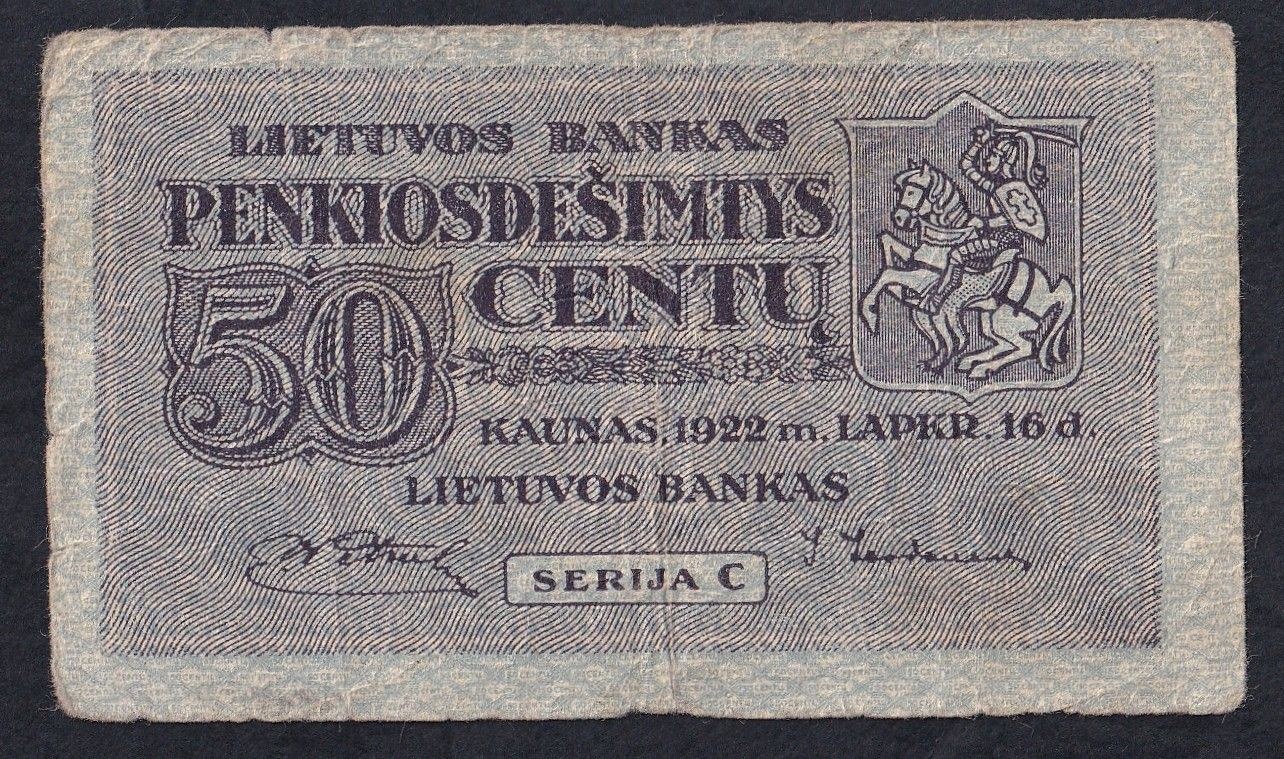 LIETUVOS BANKAS
PENKIOSDEŠIMTYS
50 CENTŲ
KAUNAS, 1922 m. LAPKR. 16 d.
LIETUVOS BANKAS
SERIJA C